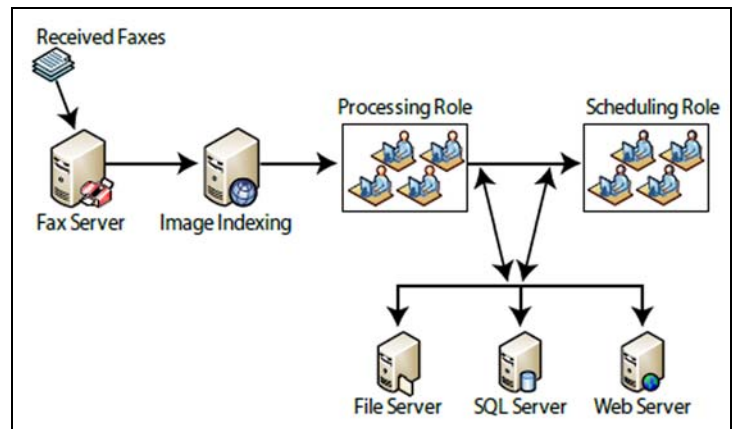 Received Faxes
Processing Role
Scheduling Role
Fax Server
Image Indexing
File Server
SQL Server
Web Server